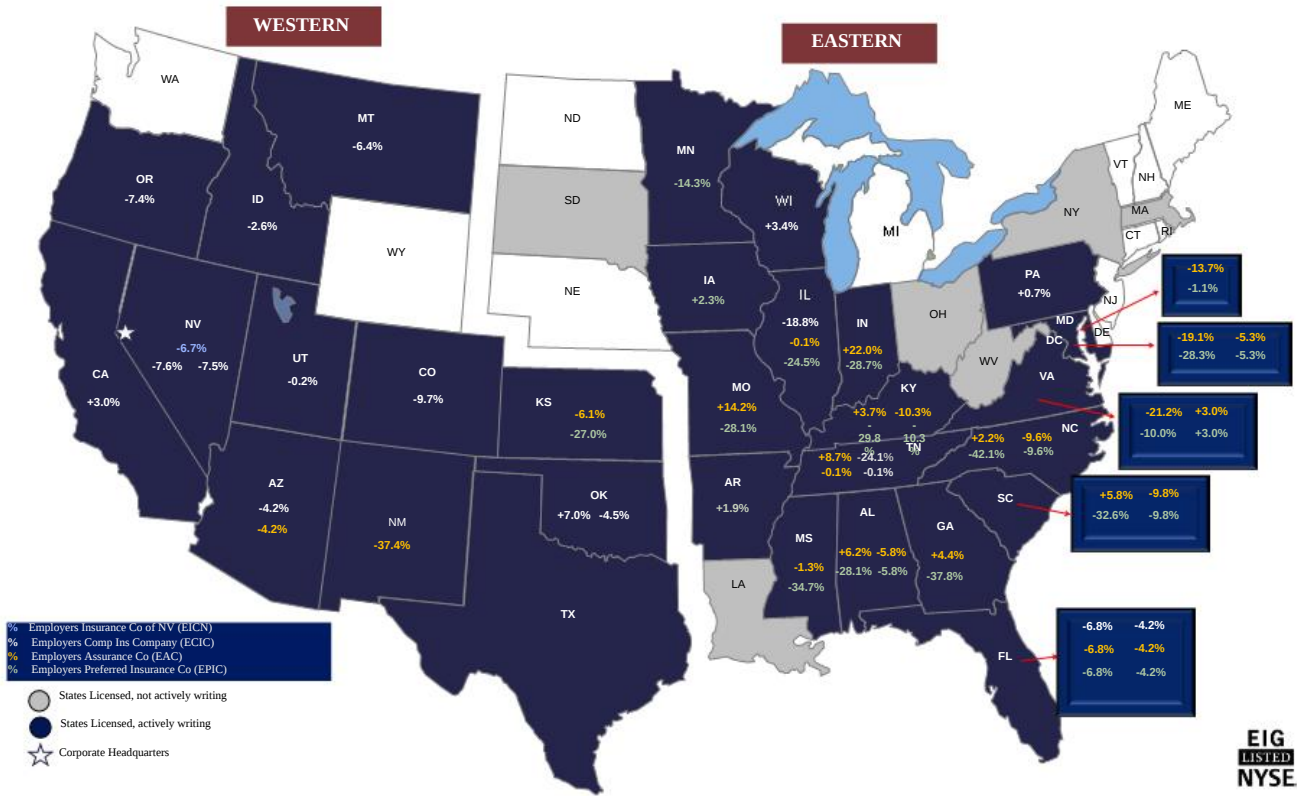 WESTERN
EASTERN
WA
MT
-6.4%
OR
-7.4%
ID
-2.6%
WY
NV
-6.7%
-7.6% -7.5%
CA
+3.0%
UT
-0.2%
CO
-9.7%
AZ
-4.2%
-4.2%
NM
-37.4%
ND
SD
NE
KS
-6.1%
-27.0%
OK
+7.0% -4.5%
TX
MN
-14.3%
WI
+3.4%
MI
IA
+2.3%
IL
-18.8%
-0.1%
-24.5%
IN
+22.0%
-28.7%
OH
MO
+14.2%
-28.1%
KY
+3.7% -10.3%
- -
29.8 10.3
% %
TN
+8.7% -24.1%
-0.1% -0.1%
AR
+1.9%
LA
MS
-1.3%
-34.7%
AL
+6.2% -5.8%
-28.1% -5.8%
GA
+4.4%
-37.8%
WV
VA
NC
+2.2% -9.6%
-42.1% -9.6%
SC
FL
PA
+0.7%
NY
VT
NH
ME
MA
CT
RI
NJ
MD
DE
DC
-13.7%
-1.1%
-19.1% -5.3%
-28.3% -5.3%
-21.2% +3.0%
-10.0% +3.0%
+5.8% -9.8%
-32.6% -9.8%
-6.8% -4.2%
-6.8% -4.2%
-6.8% -4.2%
% Employers Insurance Co of NV (EICN)
% Employers Comp Ins Company (ECIC)
% Employers Assurance Co (EAC)
% Employers Preferred Insurance Co (EPIC)
States Licensed, not actively writing
States Licensed, actively writing
Corporate Headquarters
EIG
LISTED
NYSE